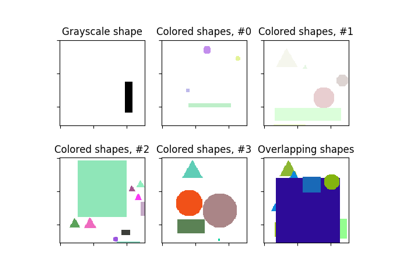 Grayscale shape
Colored shapes, #0
Colored shapes, #1
Colored shapes, #2
Colored shapes, #3
Overlapping shapes